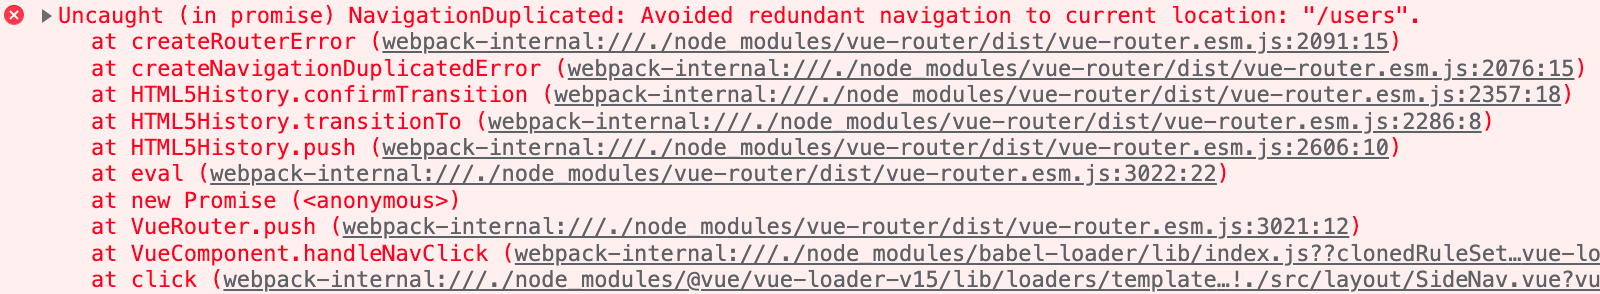 Uncaught (in promise) NavigationDuplicated: Avoided redundant navigation to current location: "/users".
at createRouterError (webpack-internal:///./node_modules/vue-router/dist/vue-router.esm.js:2091:15)
at createNavigationDuplicatedError (webpack-internal:///./node_modules/vue-router/dist/vue-router.esm.js:2076:15)
at HTML5History.confirmTransition (webpack-internal:///./node_modules/vue-router/dist/vue-router.esm.js:2357:18)
at HTML5History.transitionTo (webpack-internal:///./node_modules/vue-router/dist/vue-router.esm.js:2286:8)
at HTML5History.push (webpack-internal:///./node_modules/vue-router/dist/vue-router.esm.js:2606:10)
at eval (webpack-internal:///./node_modules/vue-router/dist/vue-router.esm.js:3022:22)
at new Promise (<anonymous>)
at VueRouter.push (webpack-internal:///./node_modules/vue-router/dist/vue-router.esm.js:3021:12)
at VueComponent.handleNavClick (webpack-internal:///./node_modules/babel-loader/lib/index.js??clonedRuleSet…vue-lo
at click (webpack-internal:///./node_modules/@vue/vue-loader-v15/lib/loaders/template…!./src/layout/SideNav.vue?vu